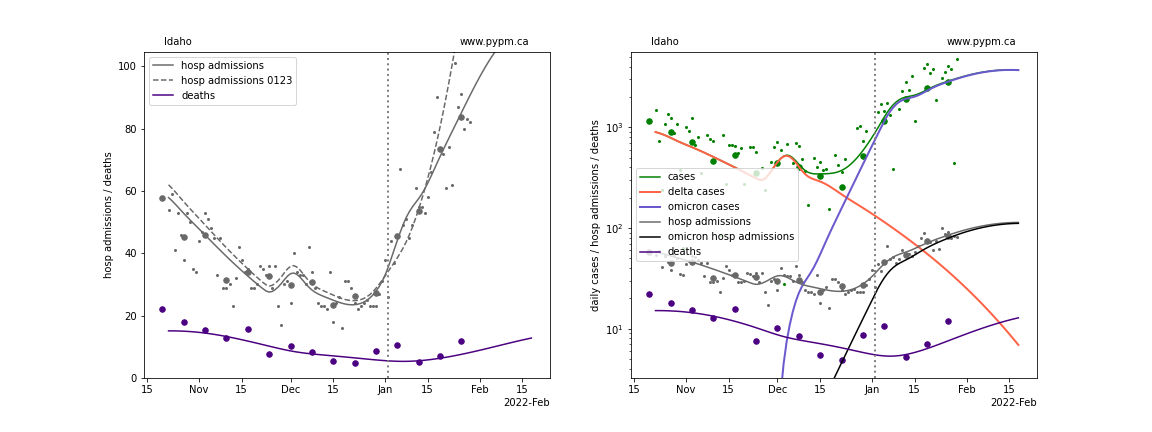 Idaho
www.pypm.ca
hosp admissions
hosp admissions 0123
deaths
hosp admissions / deaths
100
80
60
40
20
0
15
Nov
15
Dec
15
Jan
15
Feb
15
2022-Feb
Idaho
www.pypm.ca
cases
delta cases
omicron cases
hosp admissions
omicron hosp admissions
deaths
daily cases / hosp admissions / deaths
10³
10²
10¹
15
Nov
15
Dec
15
Jan
15
Feb
15
2022-Feb